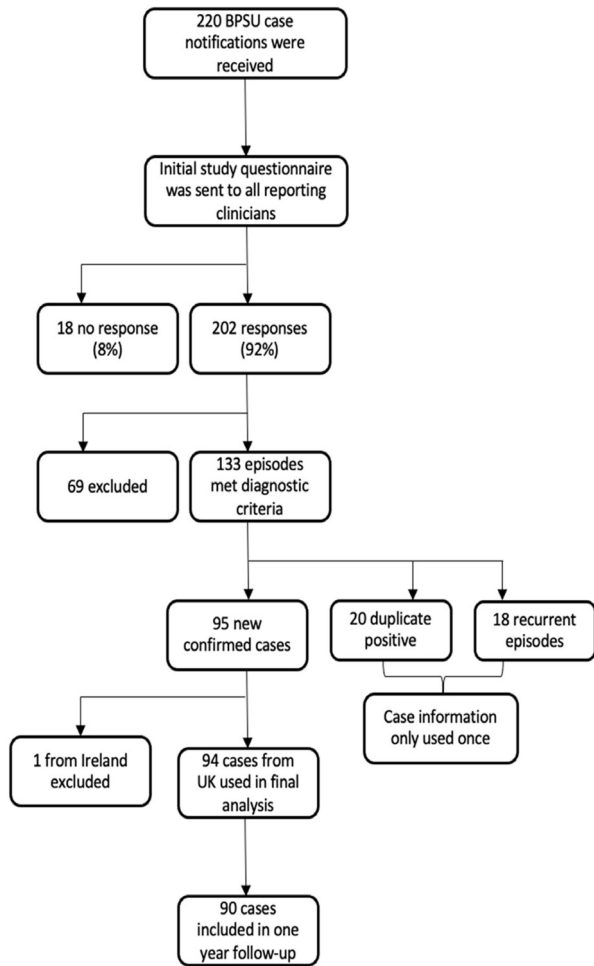 220 BPSU case
notifications were
received
Initial study questionnaire
was sent to all reporting
clinicians
18 no response
(8%)
202 responses
(92%)
69 excluded
133 episodes
met diagnostic
criteria
95 new
confirmed cases
20 duplicate
positive
18 recurrent
episodes
Case information
only used once
1 from Ireland
excluded
94 cases from
UK used in final
analysis
90 cases
included in one
year follow-up